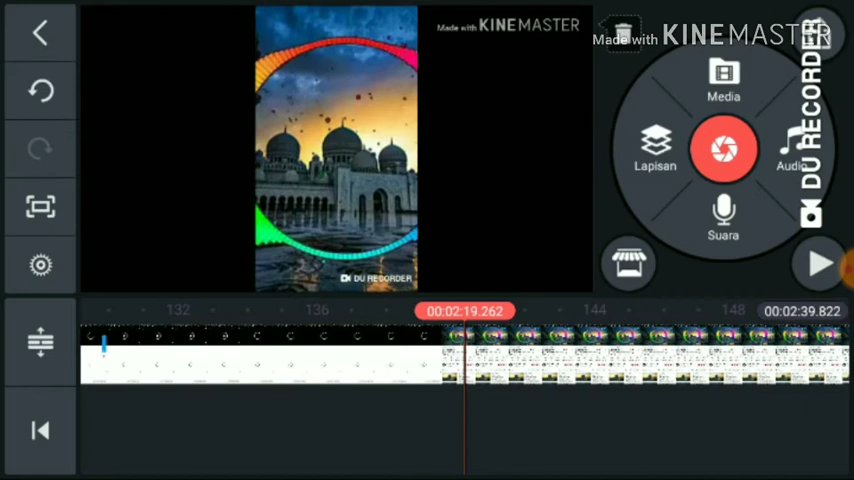 Made with KINEMASTER
Made with KINEMASTER
DU RECORDER
Media
Lapisan
Audio
Suara
DU RECORDER
132
136
00:02:19.262
144
148
00:02:39.822